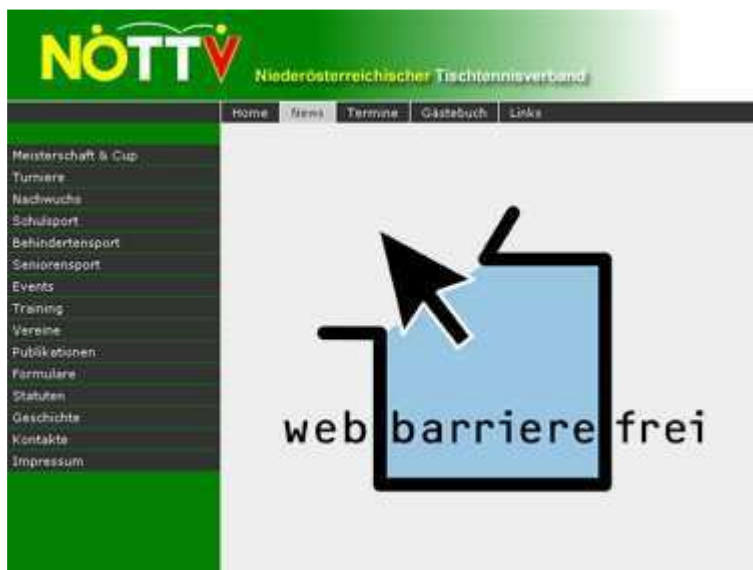 NÖTTV
Niederösterreichischer Tischtennisverband
Home News Termine Gästebuch Links
Meisterschaft & Cup
Turniere
Nachwuchs
Schulsport
Behindertensport
Seniorensport
Events
Training
Vereine
Publikationen
Formulare
Statuten
Geschichte
Kontakte
Impressum
web barriere frei